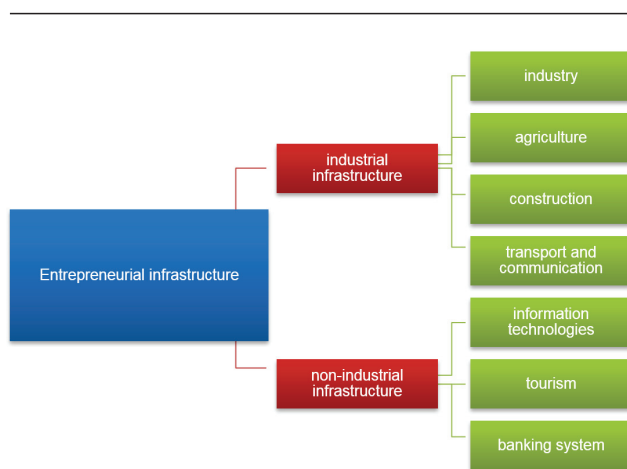 Entrepreneurial infrastructure
industrial
infrastructure
non-industrial
infrastructure
industry
agriculture
construction
transport and
communication
information
technologies
tourism
banking system